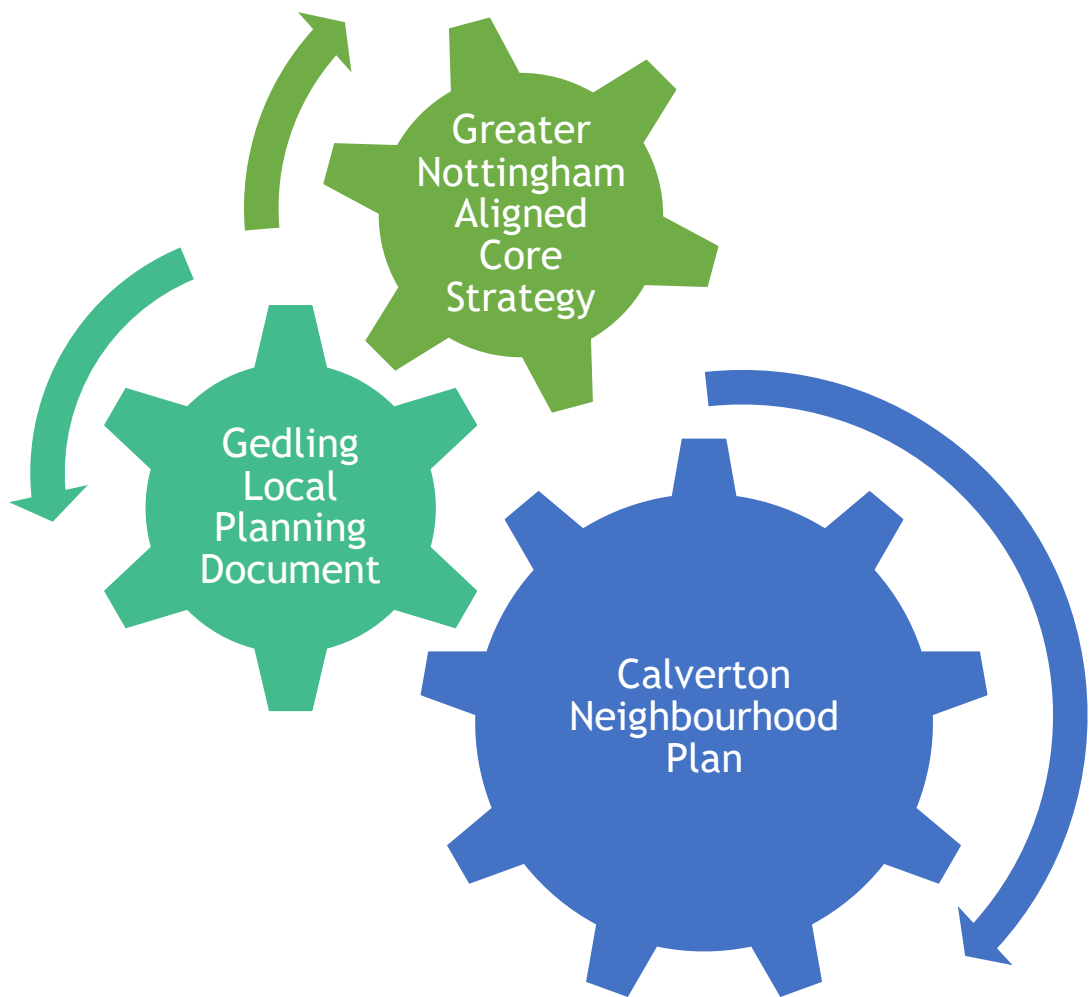 Greater
Nottingham
Aligned
Core
Strategy
Gedling
Local
Planning
Document
Calverton
Neighbourhood
Plan